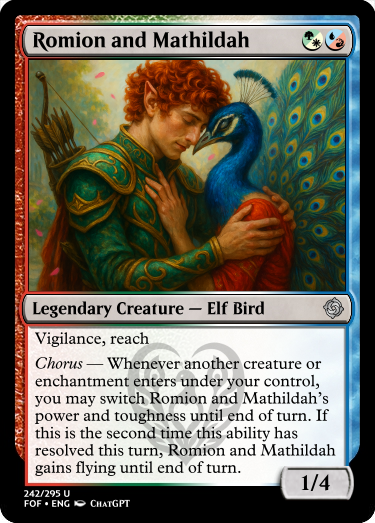 Romion and Mathildah
Legendary Creature — Elf Bird
Vigilance, reach
Chorus — Whenever another creature or
enchantment enters under your control,
you may switch Romion and Mathildah's
power and toughness until end of turn. If
this is the second time this ability has
resolved this turn, Romion and Mathildah
gains flying until end of turn.
1/4
242/295 U
FOF • ENG ChatGPT